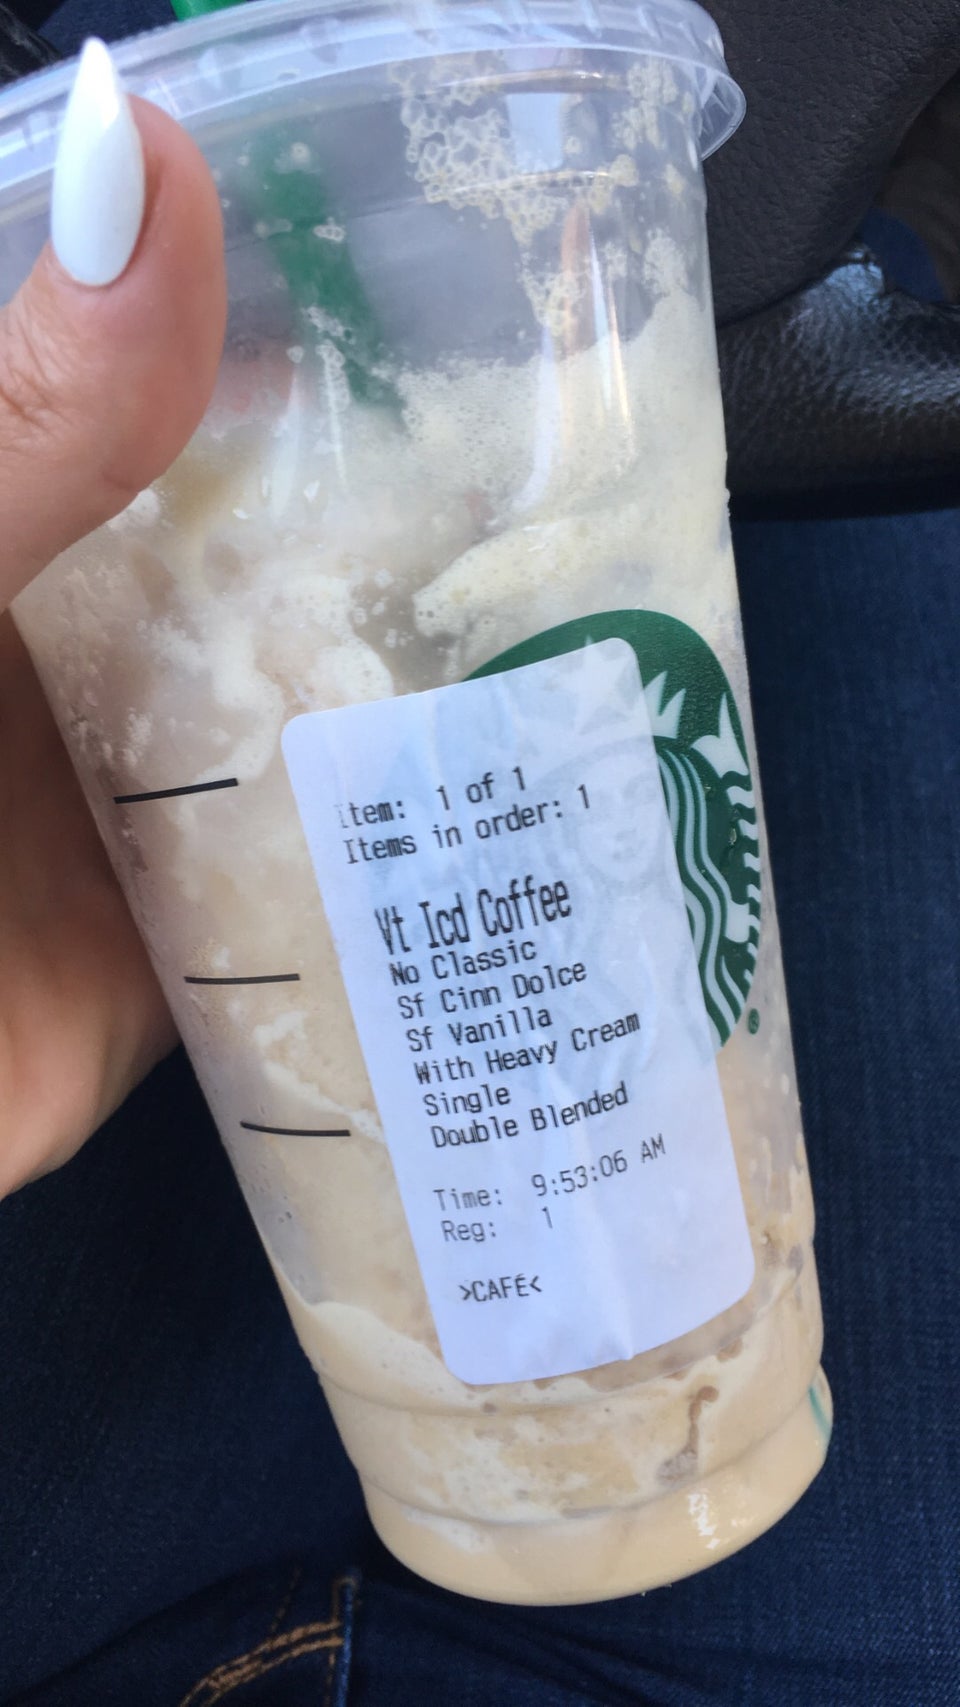 Item: 1 of 1
Items in order: 1
Vt Icd Coffee
No Classic
Sf Cinn Dolce
Sf Vanilla
With Heavy Cream
Single
Double Blended
Time: 9:53:06 AM
Reg: 1
>CAFÉ<
®